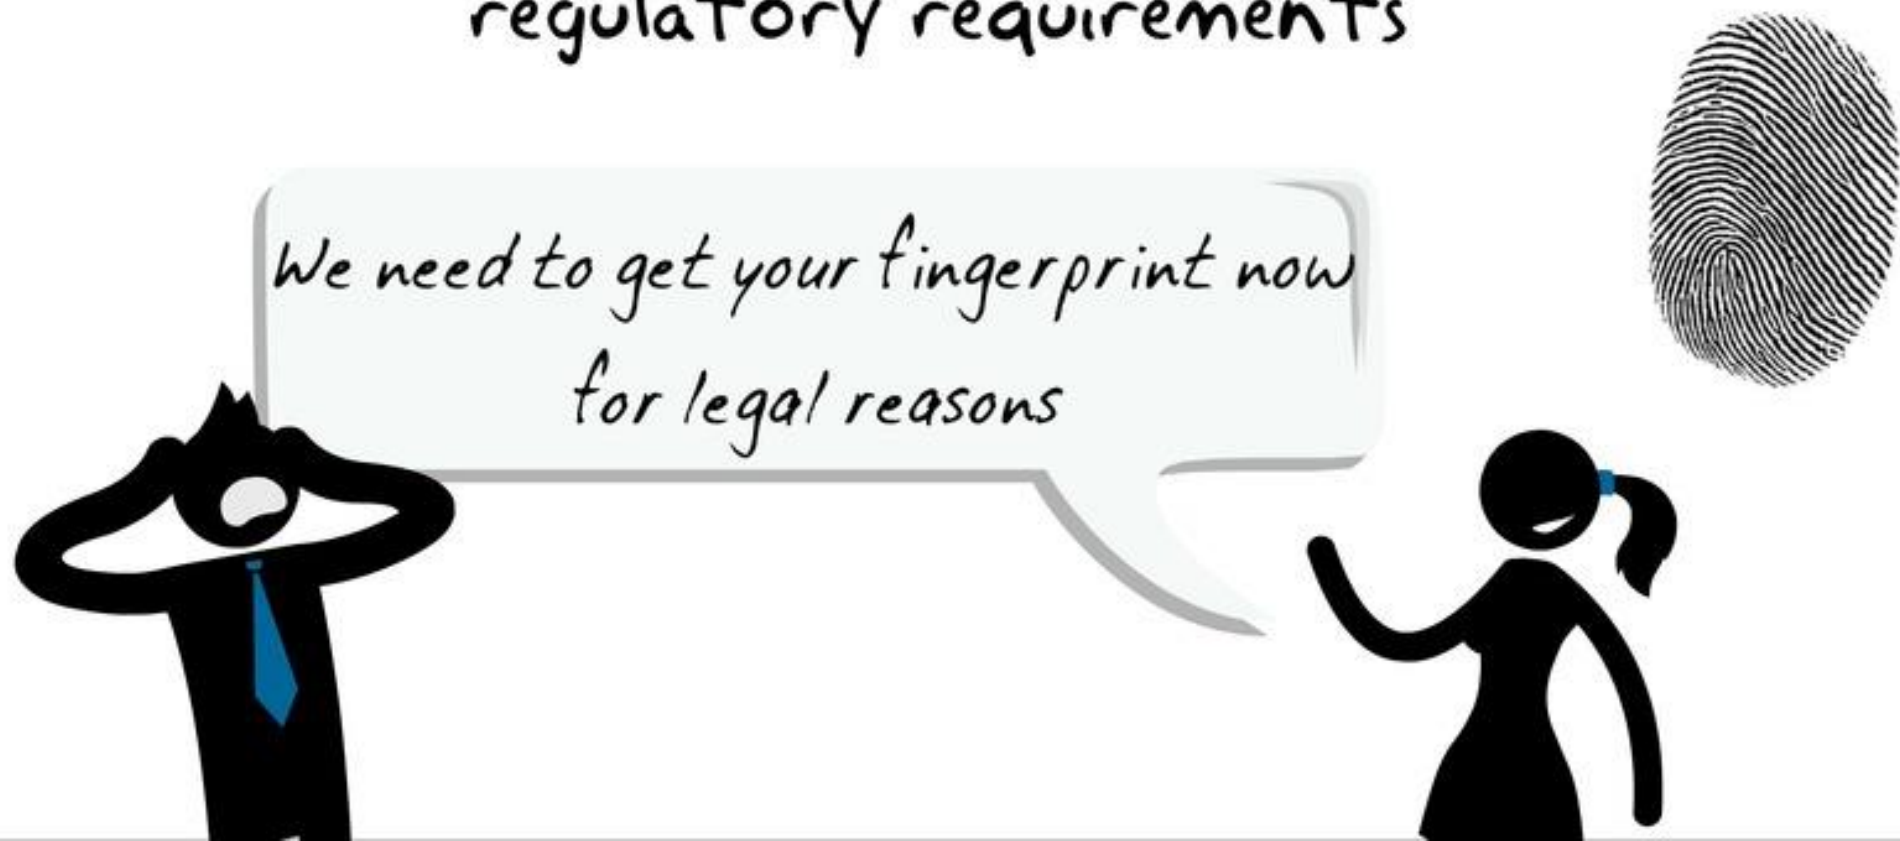 regulatory requirements
We need to get your fingerprint now
for legal reasons